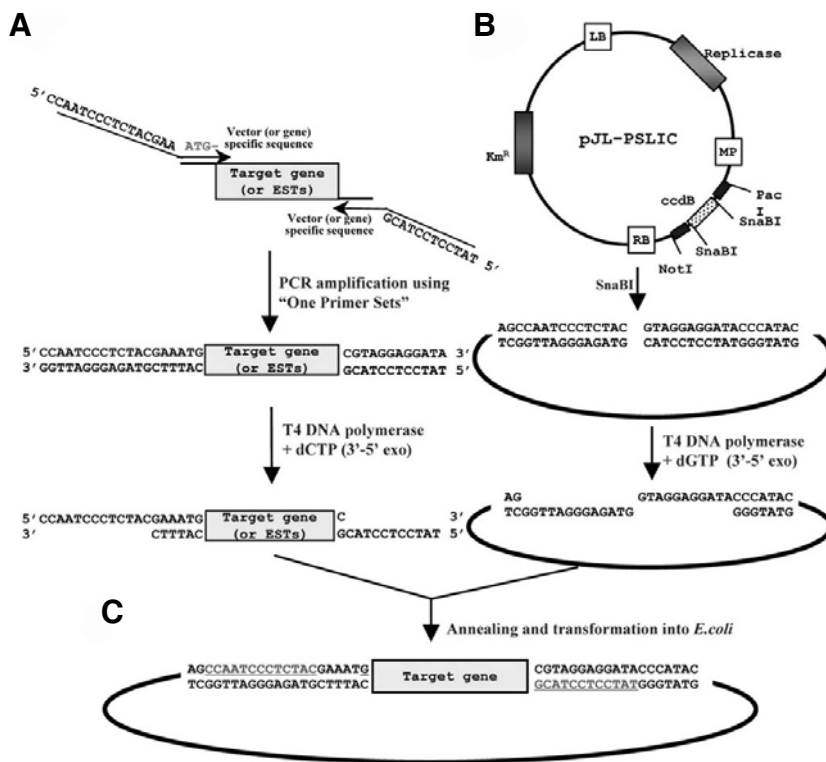 A
5'CCAATCCCTCTACGAA ATG-
Vector (or gene)
specific sequence
Target gene
(or ESTs)
Vector (or gene)
specific sequence
GCATCCTCCTAT 5'
PCR amplification using
“One Primer Sets”
5'CCAATCCCTCTACGAAATG Target gene CGTAGGAGGATA 3'
3'GGTTAGGGAGATGCTTTAC (or ESTs) GCATCCTCCTAT 5'
T4 DNA polymerase
+ dCTP (3'-5' exo)
5'CCAATCCCTCTACGAAATG Target gene C 3'
3' CTTTAC (or ESTs) GCATCCTCCTAT 5'
B
LB
Replicase
pJL-PSLIC
KmR
MP
ccdB
Pac
I
SnaBI
RB
SnaBI
NotI
SnaBI
AGCCAATCCCTCTAC GTAGGAGGATACCCATAC
TCGGTTAGGGAGATG CATCCTCCTATGGGTATG
T4 DNA polymerase
+ dGTP (3'-5' exo)
AG GTAGGAGGATACCCATAC
TCGGTTAGGGAGATG GGGTATG
C
Annealing and transformation into E.coli
AGCCAATCCCTCTACGAAATG Target gene CGTAGGAGGATACCCATAC
TCGGTTAGGGAGATGCTTTAC GCATCCTCCTATGGGTATG